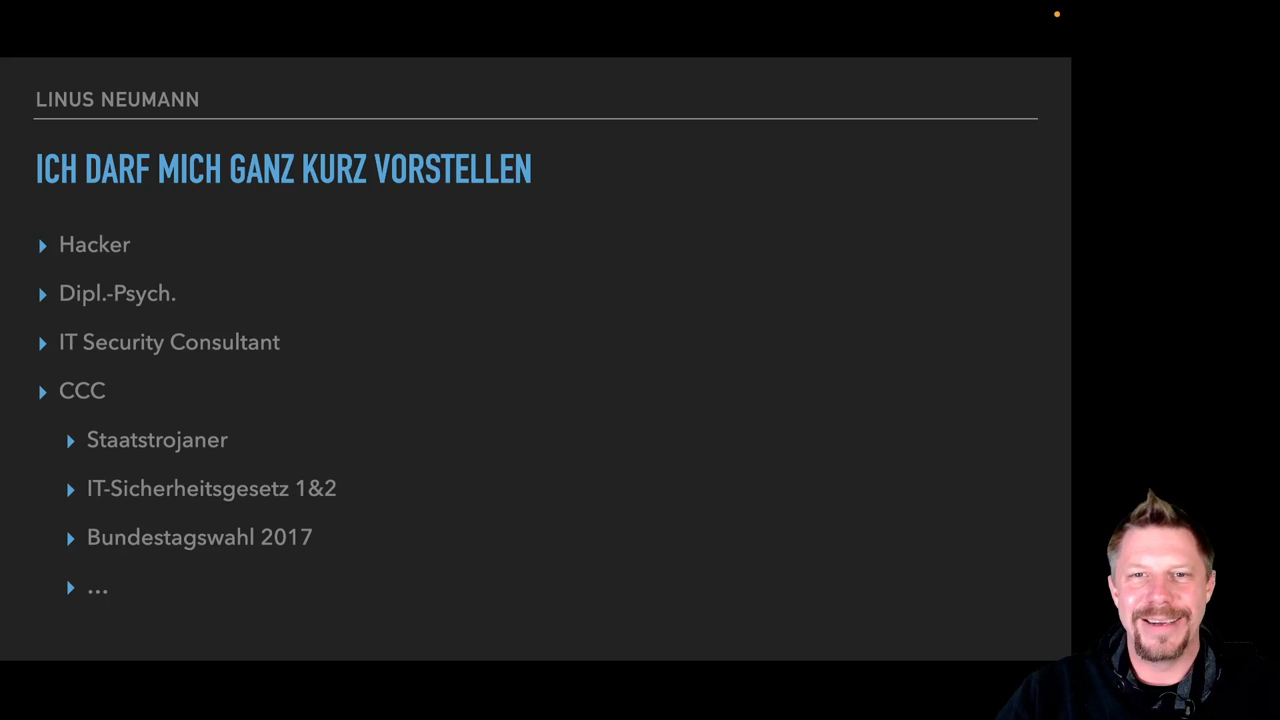 LINUS NEUMANN
ICH DARF MICH GANZ KURZ VORSTELLEN
Hacker
Dipl.-Psych.
IT Security Consultant
CCC
Staatstrojaner
IT-Sicherheitsgesetz 1&2
Bundestagswahl 2017
…